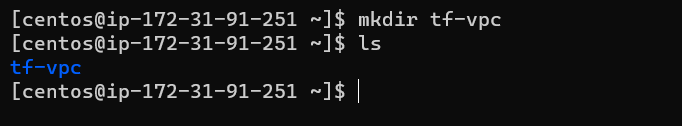 [centos@ip-172-31-91-251 ~]$ mkdir tf-vpc
[centos@ip-172-31-91-251 ~]$ ls
tf-vpc
[centos@ip-172-31-91-251 ~]$